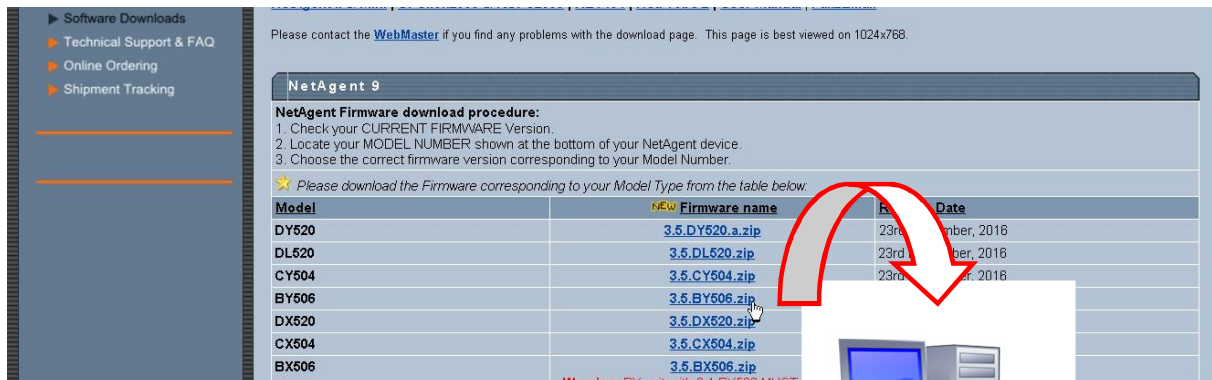 Software Downloads
Technical Support & FAQ
Online Ordering
Shipment Tracking
Please contact the WebMaster if you find any problems with the download page. This page is best viewed on 1024x768.
NetAgent 9
NetAgent Firmware download procedure:
1. Check your CURRENT FIRMWARE Version.
2. Locate your MODEL NUMBER shown at the bottom of your NetAgent device.
3. Choose the correct firmware version corresponding to your Model Number.
Please download the Firmware corresponding to your Model Type from the table below:
Model NEW Firmware name Date
DY520 3.5.DY520.a.zip 23rd mber, 2016
DL520 3.5.DL520.zip 23rd ber, 2016
CY504 3.5.CY504.zip 23rd r, 2016
BY506 3.5.BY506.zip
DX520 3.5.DX520.zip
CX504 3.5.CX504.zip
BX506 3.5.BX506.zip